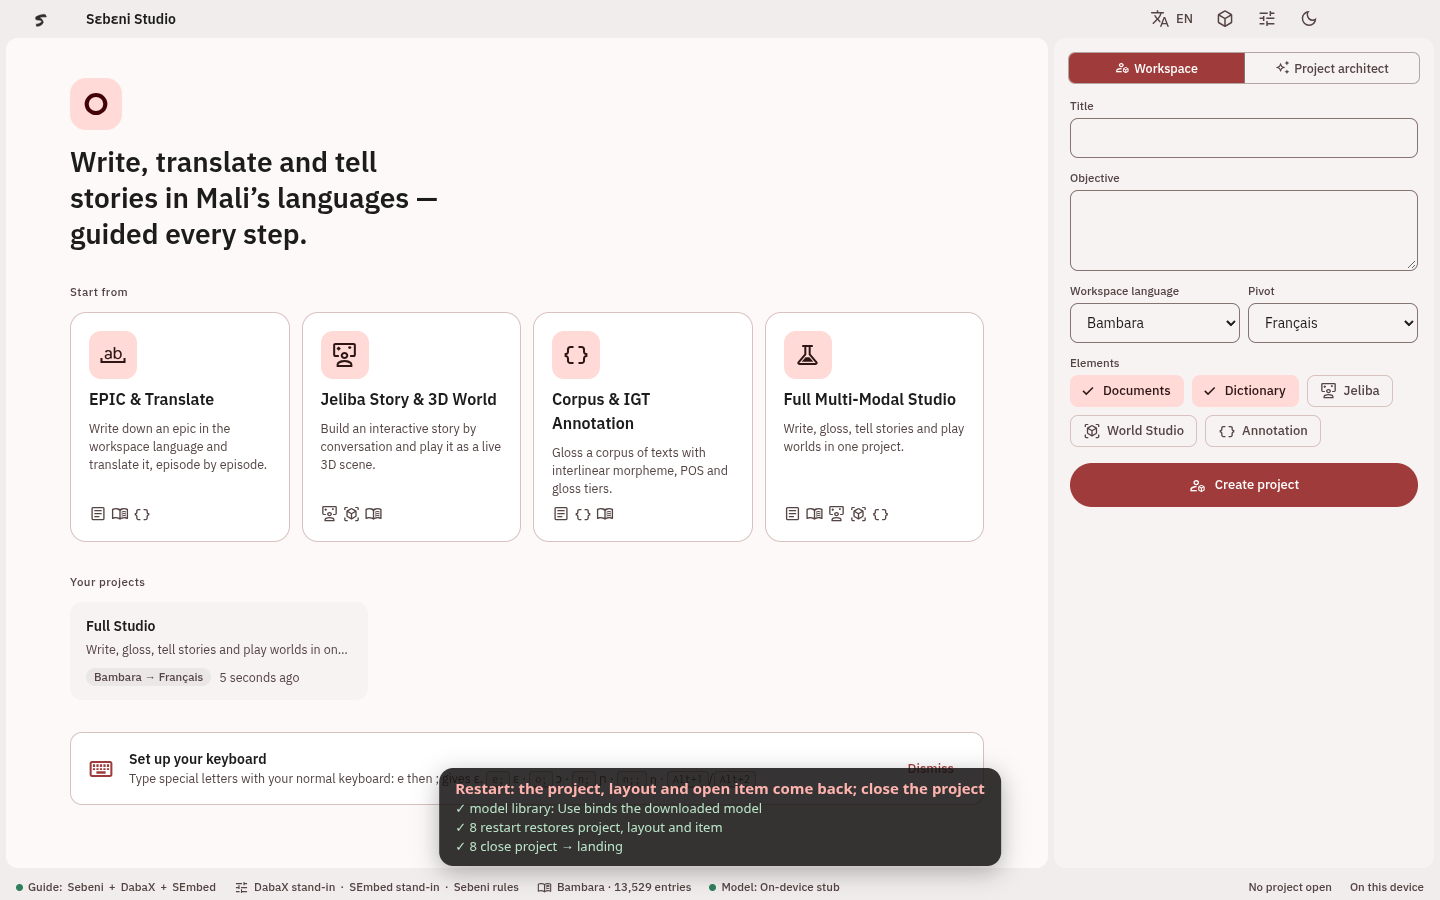 Sɛbɛni Studio
EN
Workspace
Project architect
Title
Write, translate and tell
stories in Mali’s languages —
guided every step.
Objective
Start from
Workspace language
Pivot
Bambara
Français
Elements
Documents
Dictionary
Jeliba
World Studio
Annotation
Create project
EPIC & Translate
Write down an epic in the
workspace language and
translate it, episode by episode.
Jeliba Story & 3D World
Build an interactive story by
conversation and play it as a live
3D scene.
Corpus & IGT
Annotation
Gloss a corpus of texts with
interlinear morpheme, POS and
gloss tiers.
Full Multi-Modal Studio
Write, gloss, tell stories and play
worlds in one project.
Your projects
Full Studio
Write, gloss, tell stories and play worlds in on…
Bambara → Français
5 seconds ago
Set up your keyboard
Type special letters with your normal keyboard: e then ; gives ɛ.
Dismiss
Restart: the project, layout and open item come back; close the project
✓ model library: Use binds the downloaded model
✓ 8 restart restores project, layout and item
✓ 8 close project → landing
Guide: Sebeni + DabaX + SEmbed
DabaX stand-in · SEmbed stand-in · Sebeni rules
Bambara · 13,529 entries
Model: On-device stub
No project open
On this device